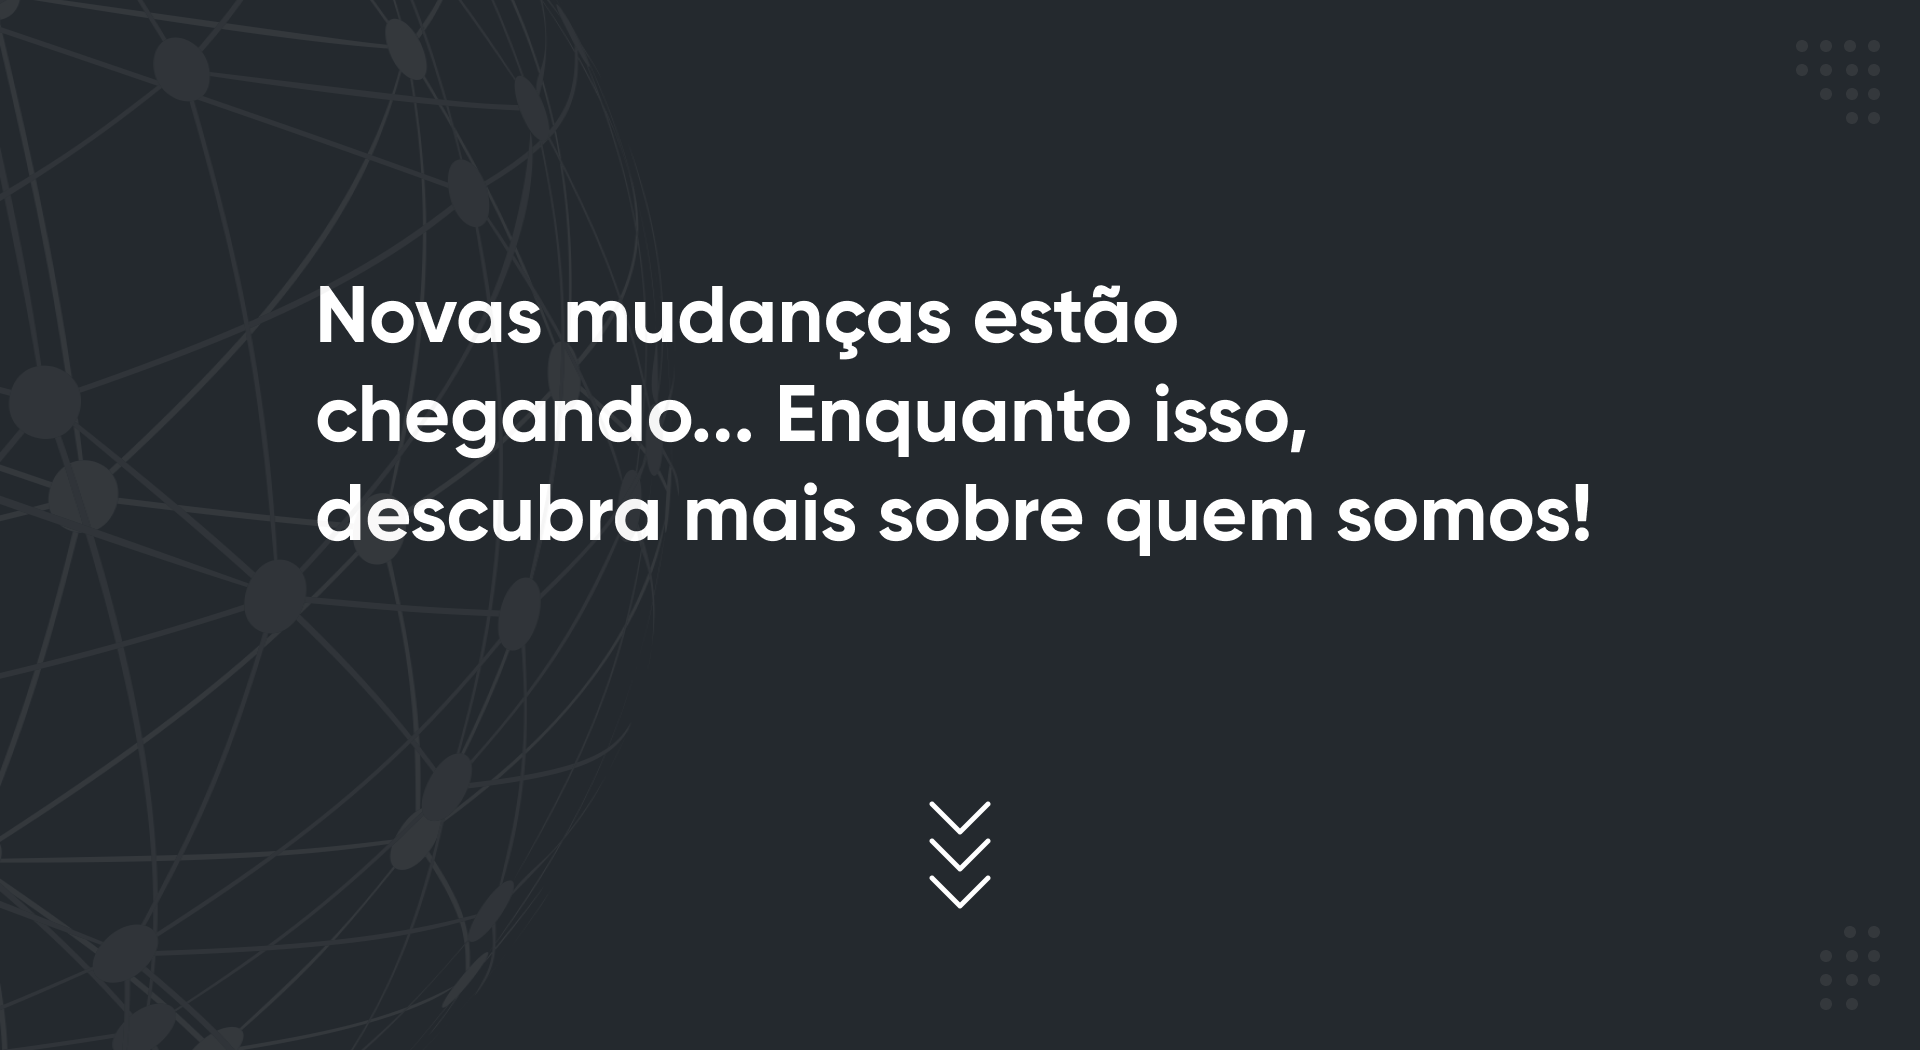 Novas mudanças estão
chegando... Enquanto isso,
descubra mais sobre quem somos!